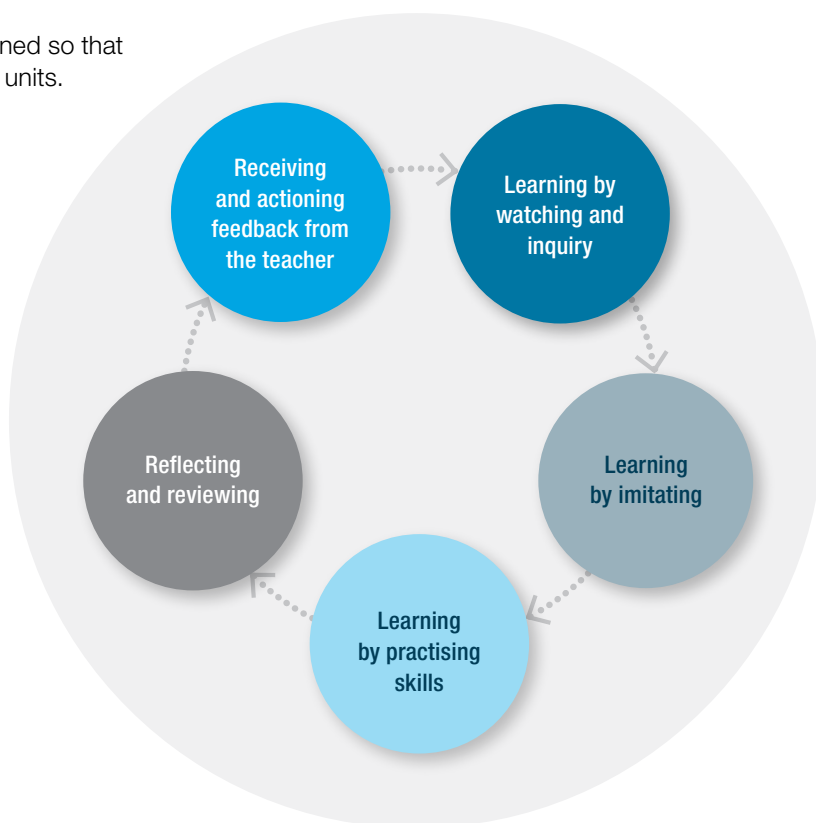 ned so that
units.
Receiving
and actioning
feedback from
the teacher
Learning by
watching and
inquiry
Learning
by imitating
Learning
by practising
skills
Reflecting
and reviewing